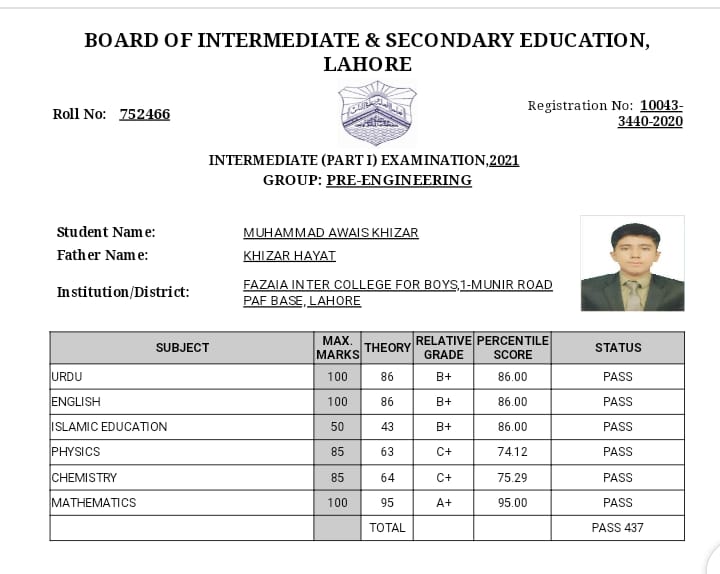 BOARD OF INTERMEDIATE & SECONDARY EDUCATION,
LAHORE
Roll No: 752466
Registration No: 10043-
3440-2020
INTERMEDIATE (PART I) EXAMINATION,2021
GROUP: PRE-ENGINEERING
Student Name: MUHAMMAD AWAIS KHIZAR
Father Name: KHIZAR HAYAT
Institution/District: FAZAIA INTER COLLEGE FOR BOYS,1-MUNIR ROAD
PAF BASE, LAHORE
SUBJECT MAX. MARKS THEORY RELATIVE GRADE PERCENTILE SCORE STATUS
URDU 100 86 B+ 86.00 PASS
ENGLISH 100 86 B+ 86.00 PASS
ISLAMIC EDUCATION 50 43 B+ 86.00 PASS
PHYSICS 85 63 C+ 74.12 PASS
CHEMISTRY 85 64 C+ 75.29 PASS
MATHEMATICS 100 95 A+ 95.00 PASS
TOTAL PASS 437